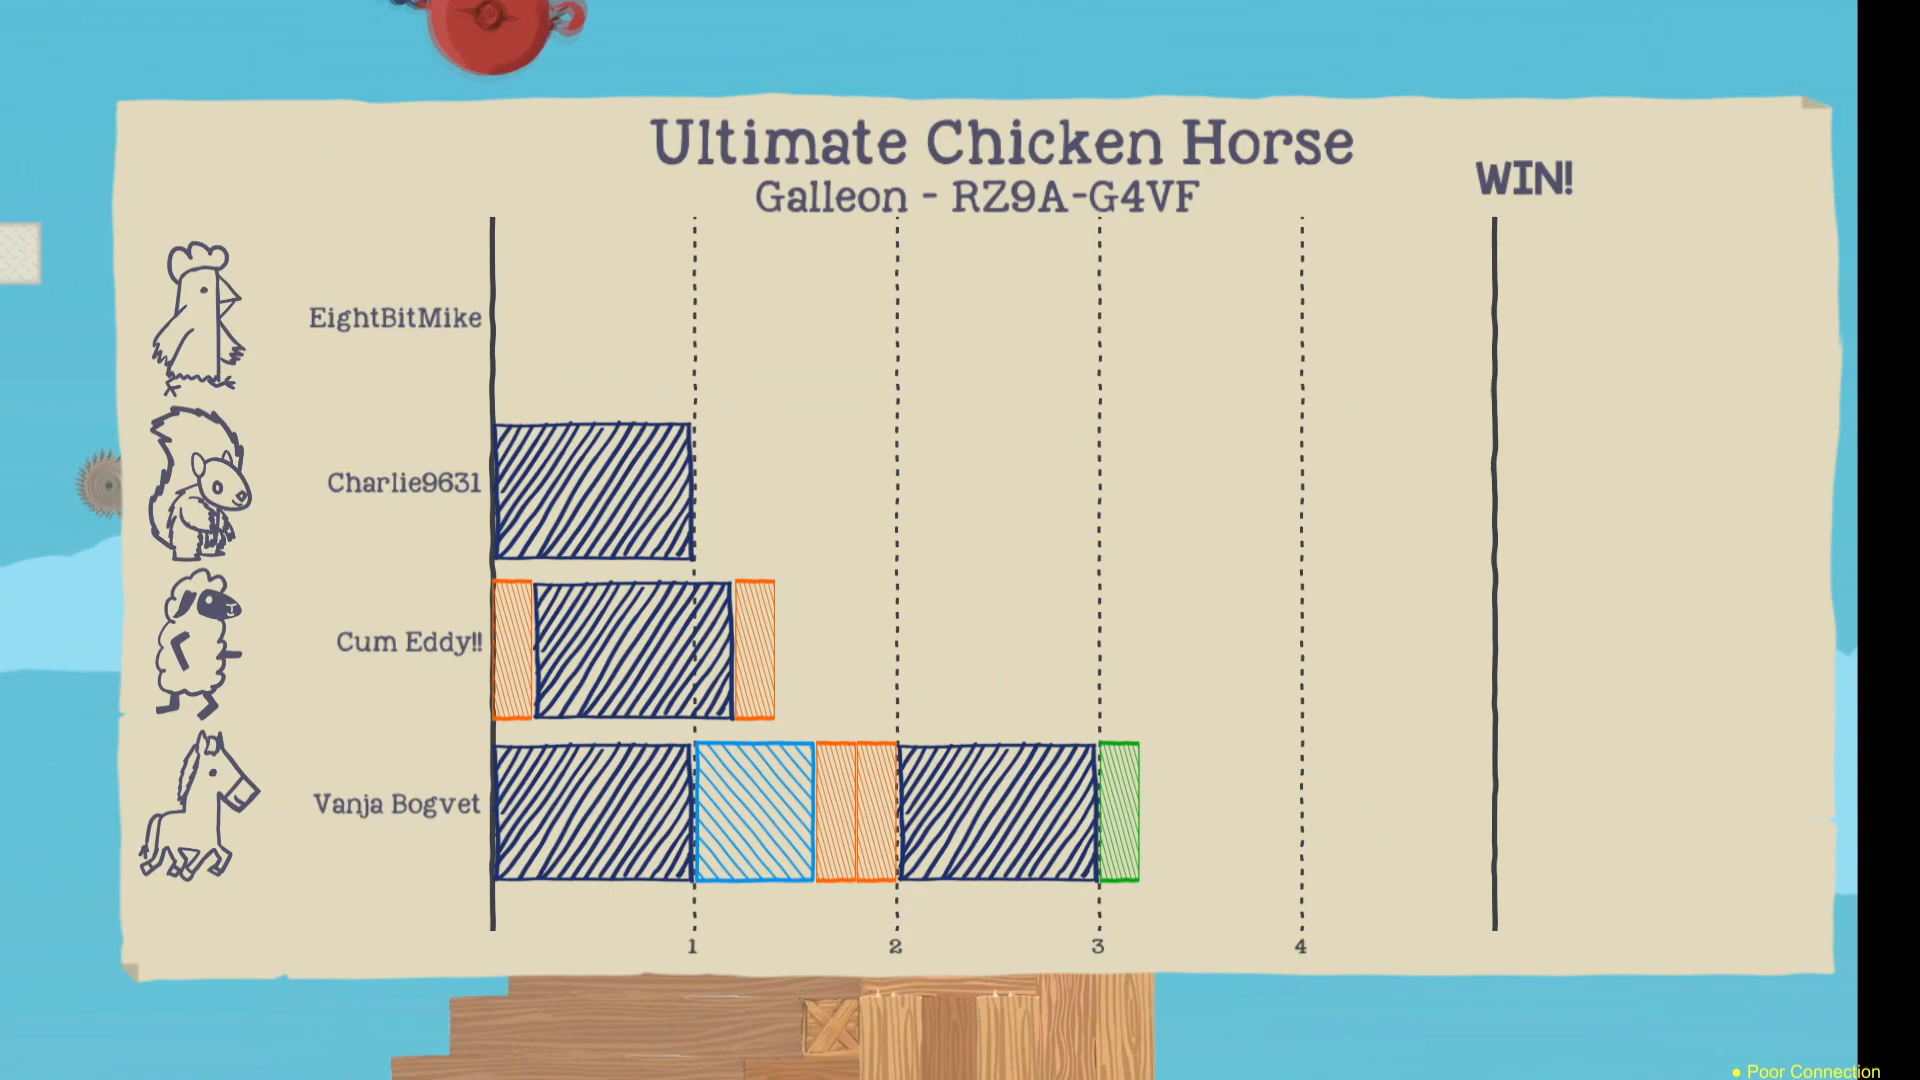 Ultimate Chicken Horse
Galleon - RZ9A-G4VF
WIN!
EightBitMike
Charlie9631
Cum Eddy!!
Vanja Bogvet
1 2 3 4
Poor Connection